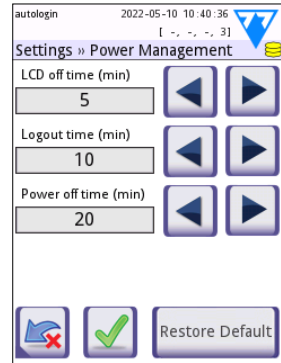 autologin 2022-05-10 10:40:36
[ -, -, -, 3]
Settings » Power Management
LCD off time (min)
5
Logout time (min)
10
Power off time (min)
20
Restore Default